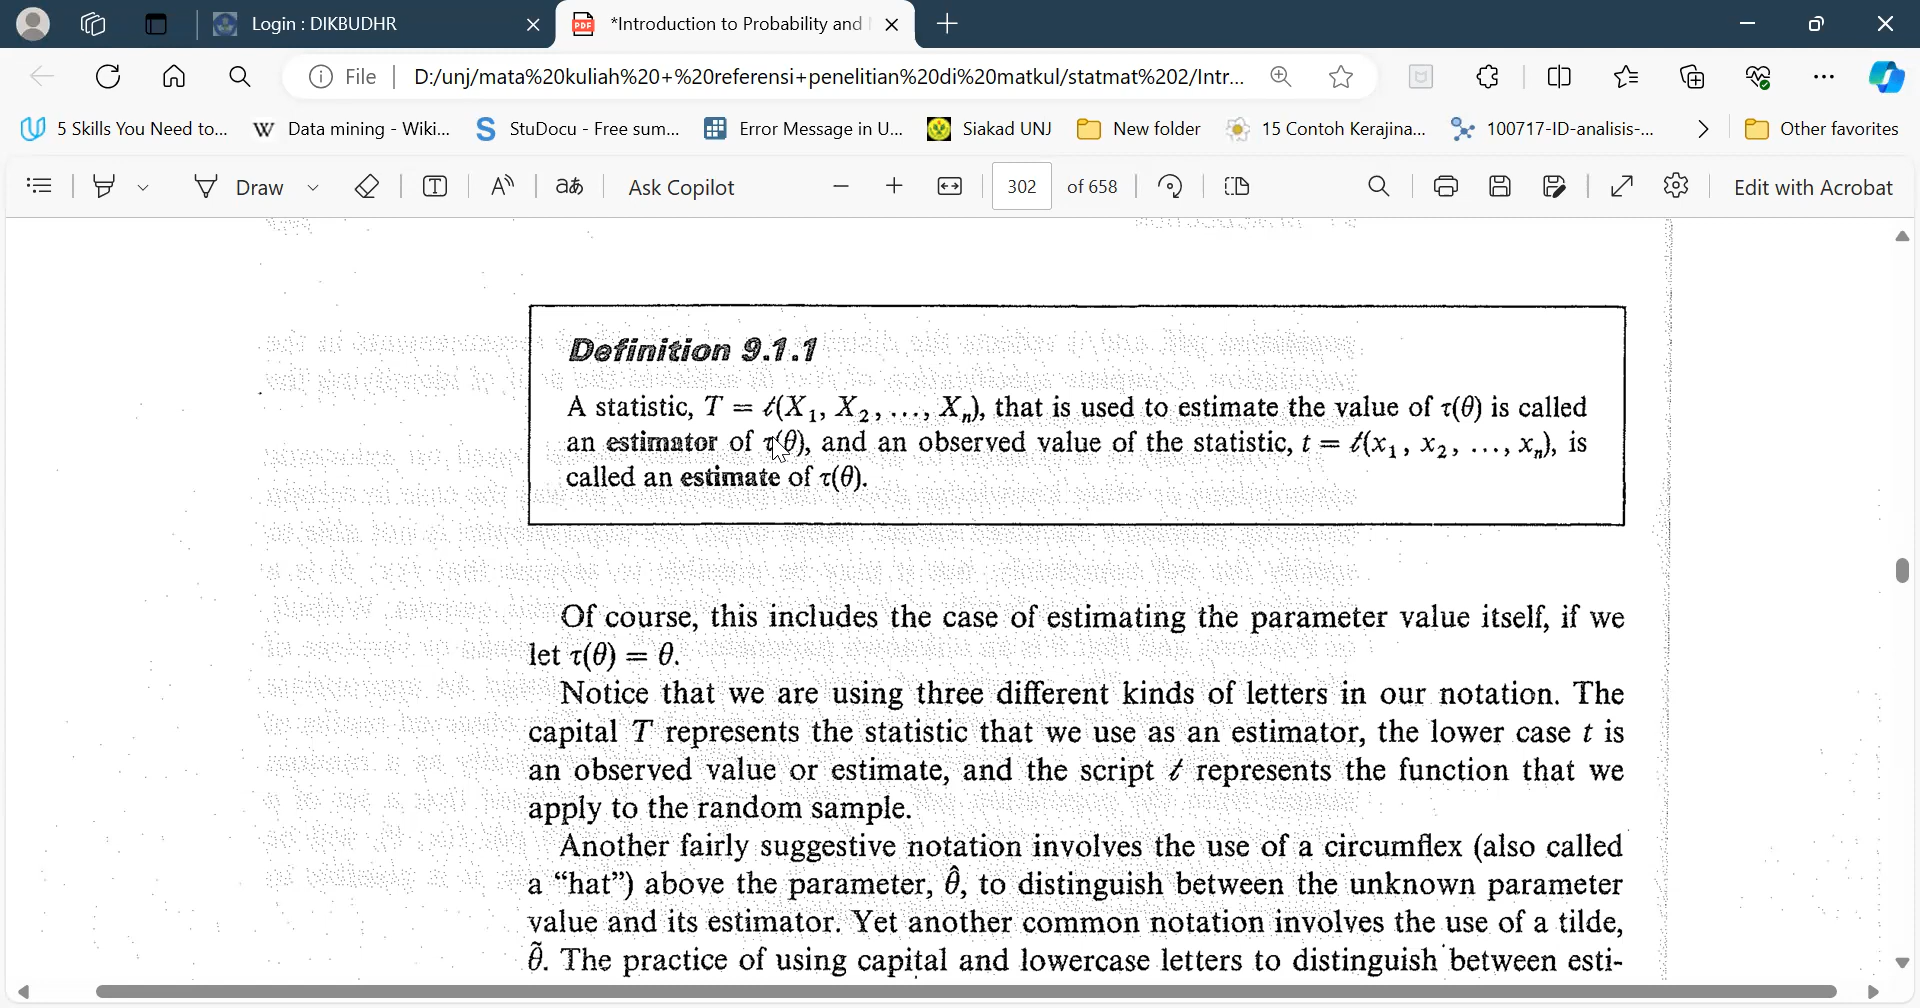 Login : DIKBUDHR
*Introduction to Probability and
File
D:/unj/mata%20kuliah%20+%20referensi+penelitian%20di%20matkul/statmat%202/Intr...
5 Skills You Need to...
W Data mining - Wiki...
S StuDocu - Free sum...
Error Message in U...
Siakad UNJ
New folder
15 Contoh Kerajina...
100717-ID-analisis-...
Other favorites
Draw
aあ
Ask Copilot
302 of 658
Edit with Acrobat
Definition 9.1.1
A statistic, T = 𝓉(X₁, X₂, ..., Xₙ), that is used to estimate the value of τ(θ) is called
an estimator of τ(θ), and an observed value of the statistic, t = 𝓉(x₁, x₂, ..., xₙ), is
called an estimate of τ(θ).
Of course, this includes the case of estimating the parameter value itself, if we
let τ(θ) = θ.
Notice that we are using three different kinds of letters in our notation. The
capital T represents the statistic that we use as an estimator, the lower case t is
an observed value or estimate, and the script 𝓉 represents the function that we
apply to the random sample.
Another fairly suggestive notation involves the use of a circumflex (also called
a “hat”) above the parameter, θ̂, to distinguish between the unknown parameter
value and its estimator. Yet another common notation involves the use of a tilde,
θ̃. The practice of using capital and lowercase letters to distinguish between esti-